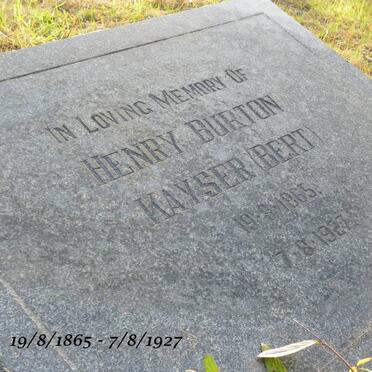 IN LOVING MEMORY OF
HENRY BURTON
KAYSER (BERT)
19.8.1865.
7.8.1927.
19/8/1865 - 7/8/1927